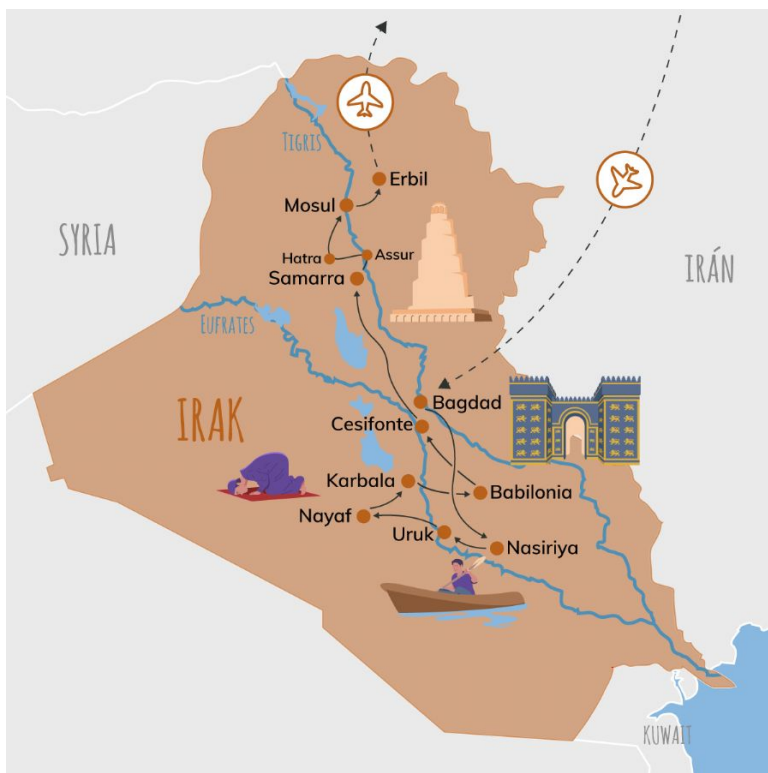 TIGRIS
Erbil
Mosul
SYRIA
Hatra
Assur
Samarra
IRÁN
EUFRATES
IRAK
Bagdad
Cesifonte
Karbala
Babilonia
Nayaf
Uruk
Nasiriya
KUWAIT